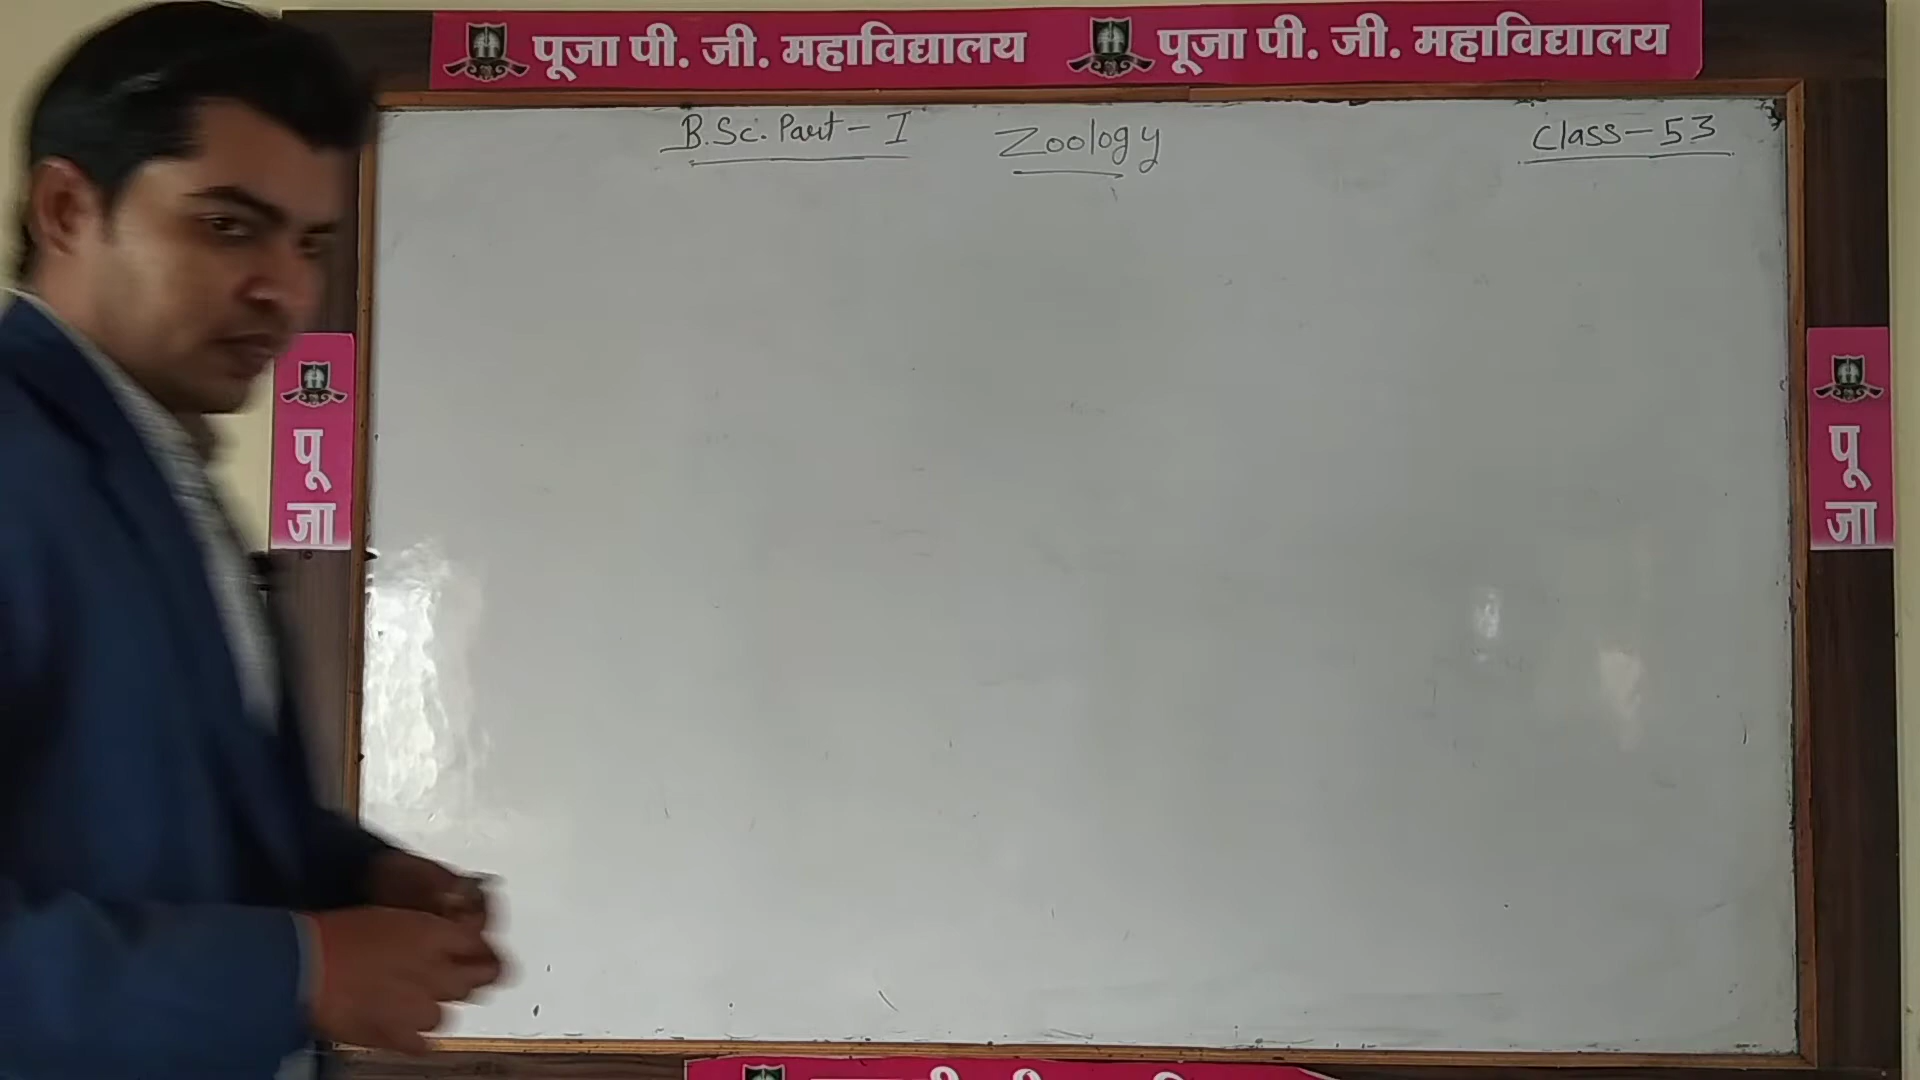 पूजा पी. जी. महाविद्यालय पूजा पी. जी. महाविद्यालय
B.Sc. Part - I Zoology Class - 53
पू
जा
पू
जा